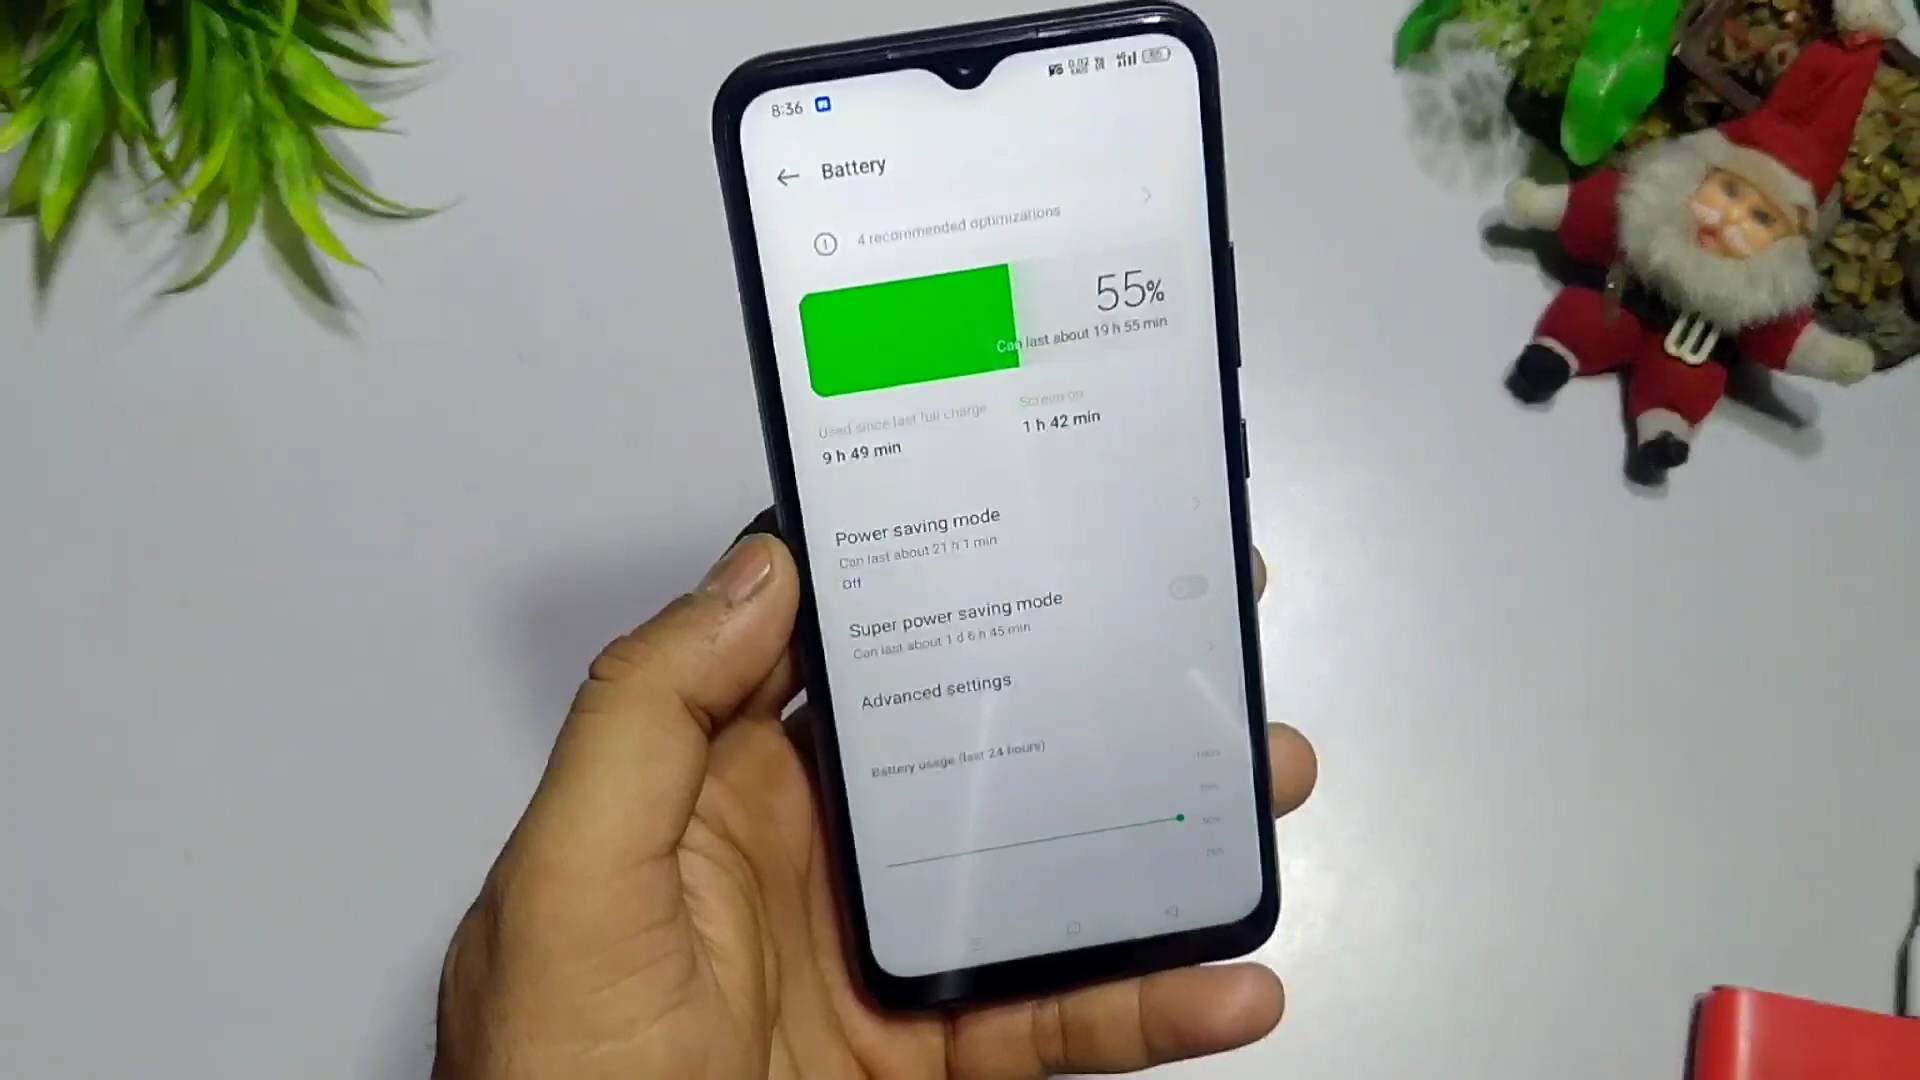 8:36
Battery
4 recommended optimizations
55%
Can last about 19 h 55 min
Used since last full charge
9 h 49 min
Screen on
1 h 42 min
Power saving mode
Can last about 21 h 1 min
Off
Super power saving mode
Can last about 1 d 6 h 45 min
Advanced settings
Battery usage (last 24 hours)
100%
50%